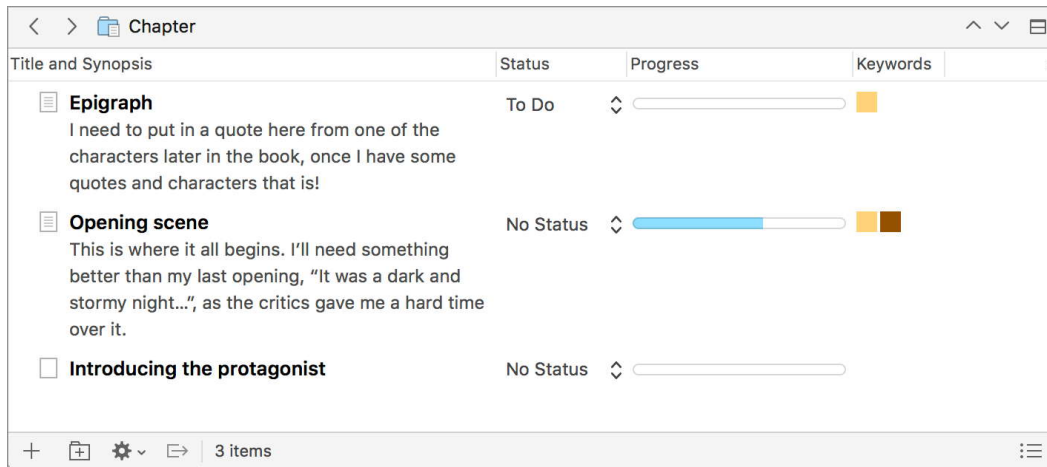 Chapter
Title and Synopsis Status Progress Keywords
Epigraph To Do
I need to put in a quote here from one of the
characters later in the book, once I have some
quotes and characters that is!
Opening scene No Status
This is where it all begins. I’ll need something
better than my last opening, “It was a dark and
stormy night...”, as the critics gave me a hard time
over it.
Introducing the protagonist No Status
3 items